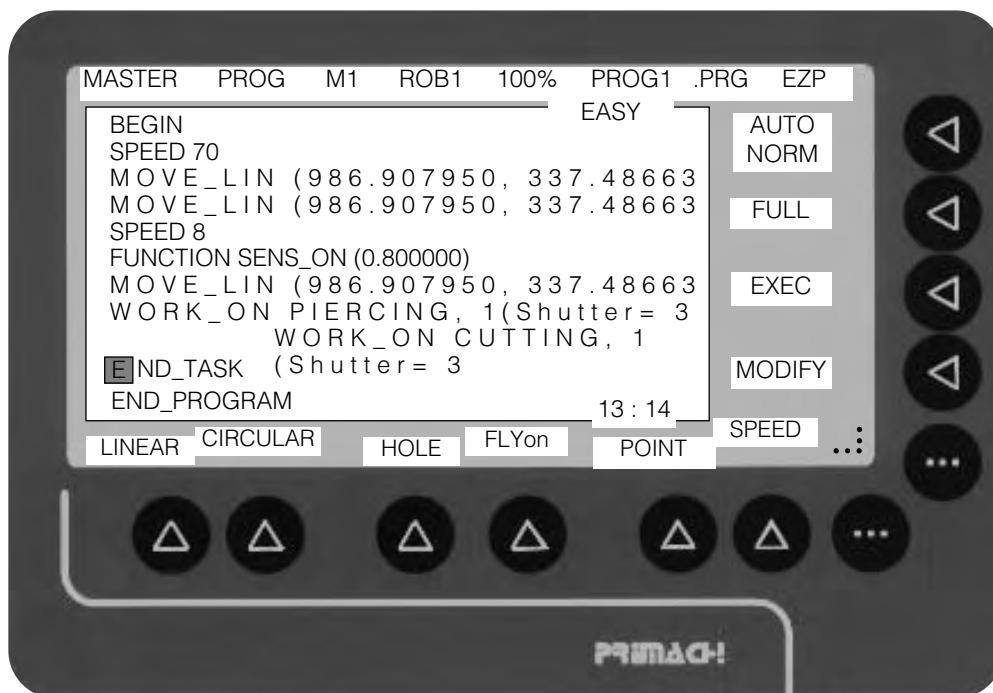 MASTER PROG M1 ROB1 100% PROG1 .PRG EZP
EASY
BEGIN
SPEED 70
MOVE_LIN (986.907950, 337.48663
MOVE_LIN (986.907950, 337.48663
SPEED 8
FUNCTION SENS_ON (0.800000)
MOVE_LIN (986.907950, 337.48663
WORK_ON PIERCING, 1(Shutter= 3
WORK_ON CUTTING, 1
END_TASK (Shutter= 3
END_PROGRAM
13 : 14
AUTO
NORM
FULL
EXEC
MODIFY
LINEAR CIRCULAR HOLE FLYon POINT SPEED
PRIMACH